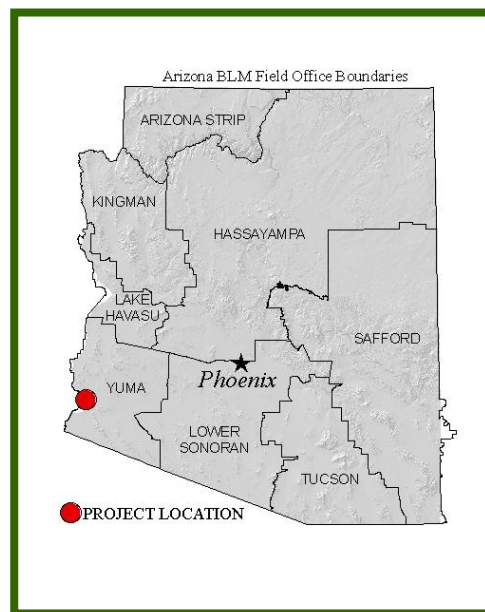 Arizona BLM Field Office Boundaries
ARIZONA STRIP
KINGMAN
HASSAYAMPA
LAKE
HAVASU
SAFFORD
Phoenix
YUMA
LOWER
SONORAN
TUCSON
PROJECT LOCATION